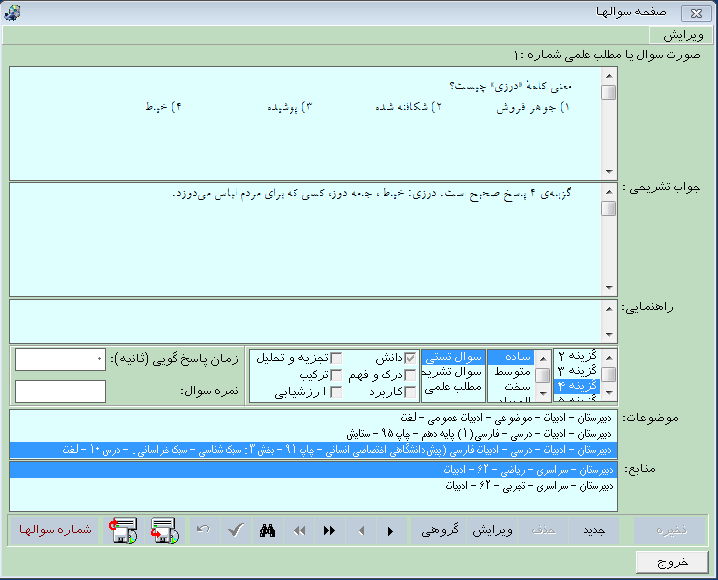 صفحه سوالها
ویرایش
صورت سوال یا مطلب علمی شماره :۱
معنی کلمهٔ «درزی» چیست؟
۱) جوهر فروش ۲) شکافته شده ۳) پوشیده ۴) خیاط
جواب تشریحی :
گزینه‌ی ۴ پاسخ صحیح است. درزی: خیاط ، جامه دوز، کسی که برای مردم لباس می‌دوزد.
راهنمایی:
گزینه ۲
گزینه ۳
گزینه ۴
ساده
متوسط
سخت
سوال تستی
سوال تشریح
مطلب علمی
دانش
درک و فهم
کاربرد
تجزیه و تحلیل
ترکیب
ارزشیابی
زمان پاسخ گویی (ثانیه): ۰
نمره سوال:
موضوعات:
دبیرستان - ادبیات - موضوعی - ادبیات عمومی - لغت
دبیرستان - ادبیات - درسی - فارسی (۱) پایه دهم - چاپ ۹۵ - ستایش
دبیرستان - ادبیات - درسی - ادبیات فارسی (پیش دانشگاهی اختصاصی انسانی - چاپ ۹۱ - بخش ۳: سبک شناسی - سبک خراسانی . - درس ۱۰ - لغت
منابع:
دبیرستان - سراسری - ریاضی - ۶۲ - ادبیات
دبیرستان - سراسری - تجربی - ۶۲ - ادبیات
ذخیره جدید حذف ویرایش گروهی شماره سوالها
خروج